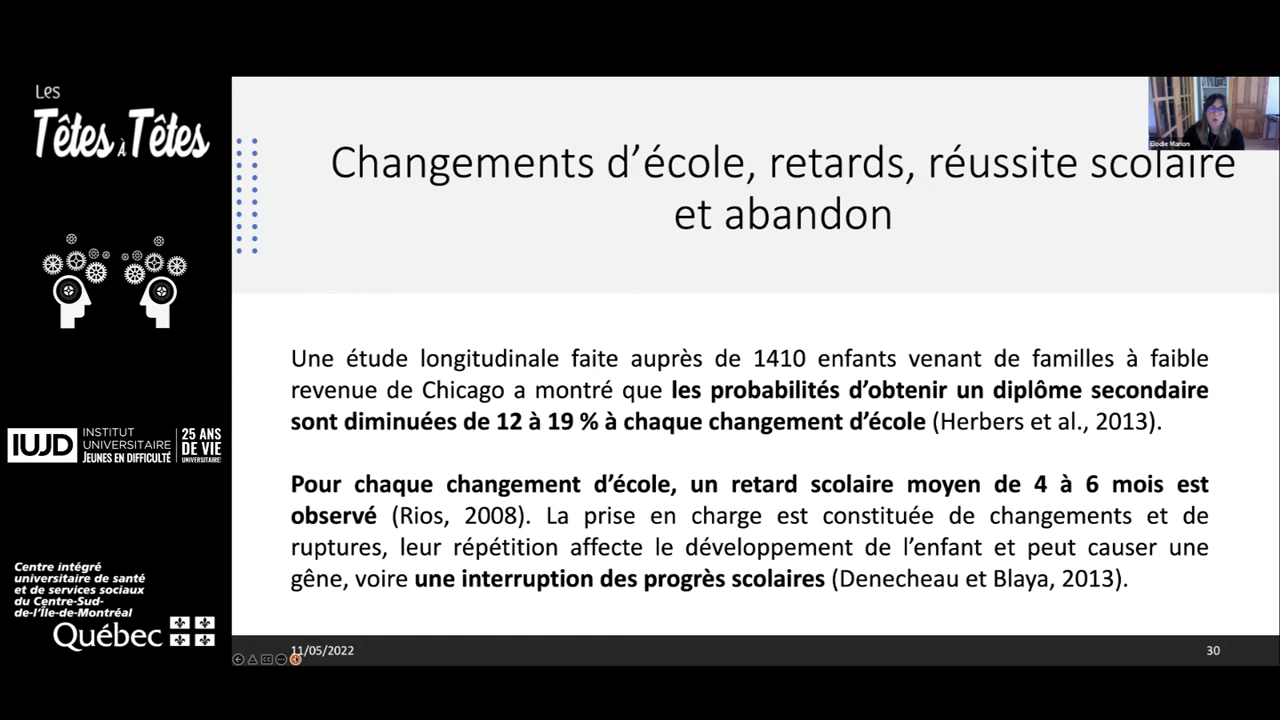 Les
Têtes à Têtes
IUJD
INSTITUT
UNIVERSITAIRE
JEUNES EN DIFFICULTÉ
25 ANS
DE VIE
UNIVERSITAIRE!
Centre intégré
universitaire de santé
et de services sociaux
du Centre-Sud-
de-l'Île-de-Montréal
Québec
Elodie Marion
Changements d’école, retards, réussite scolaire
et abandon
Une étude longitudinale faite auprès de 1410 enfants venant de familles à faible
revenue de Chicago a montré que les probabilités d’obtenir un diplôme secondaire
sont diminuées de 12 à 19 % à chaque changement d’école (Herbers et al., 2013).
Pour chaque changement d’école, un retard scolaire moyen de 4 à 6 mois est
observé (Rios, 2008). La prise en charge est constituée de changements et de
ruptures, leur répétition affecte le développement de l’enfant et peut causer une
gêne, voire une interruption des progrès scolaires (Denecheau et Blaya, 2013).
11/05/2022
30